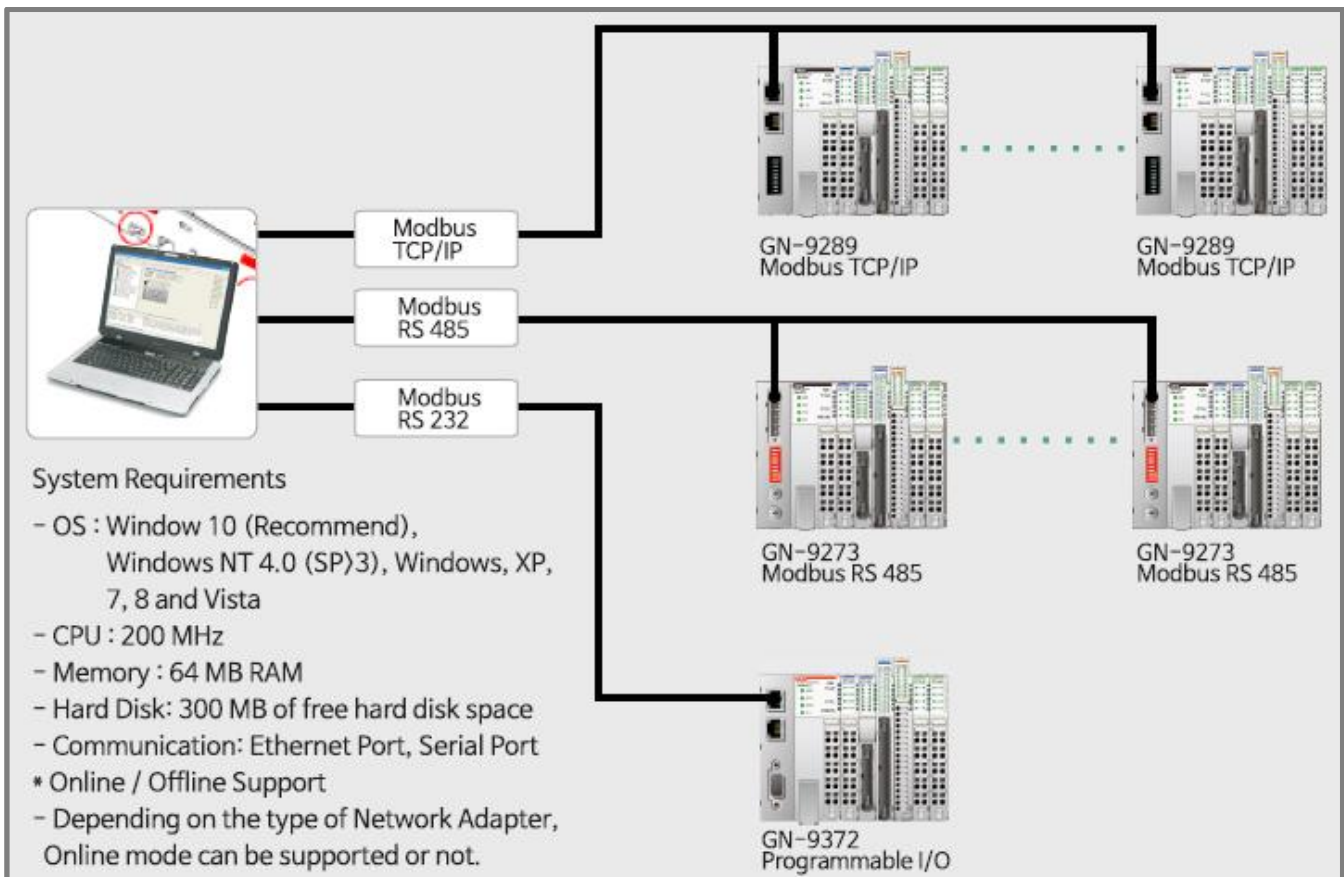 Modbus
TCP/IP
Modbus
RS 485
Modbus
RS 232
GN-9289
Modbus TCP/IP
GN-9289
Modbus TCP/IP
GN-9273
Modbus RS 485
GN-9273
Modbus RS 485
GN-9372
Programmable I/O
System Requirements
- OS : Window 10 (Recommend),
Windows NT 4.0 (SP>3), Windows, XP,
7, 8 and Vista
- CPU : 200 MHz
- Memory : 64 MB RAM
- Hard Disk: 300 MB of free hard disk space
- Communication: Ethernet Port, Serial Port
* Online / Offline Support
- Depending on the type of Network Adapter,
Online mode can be supported or not.